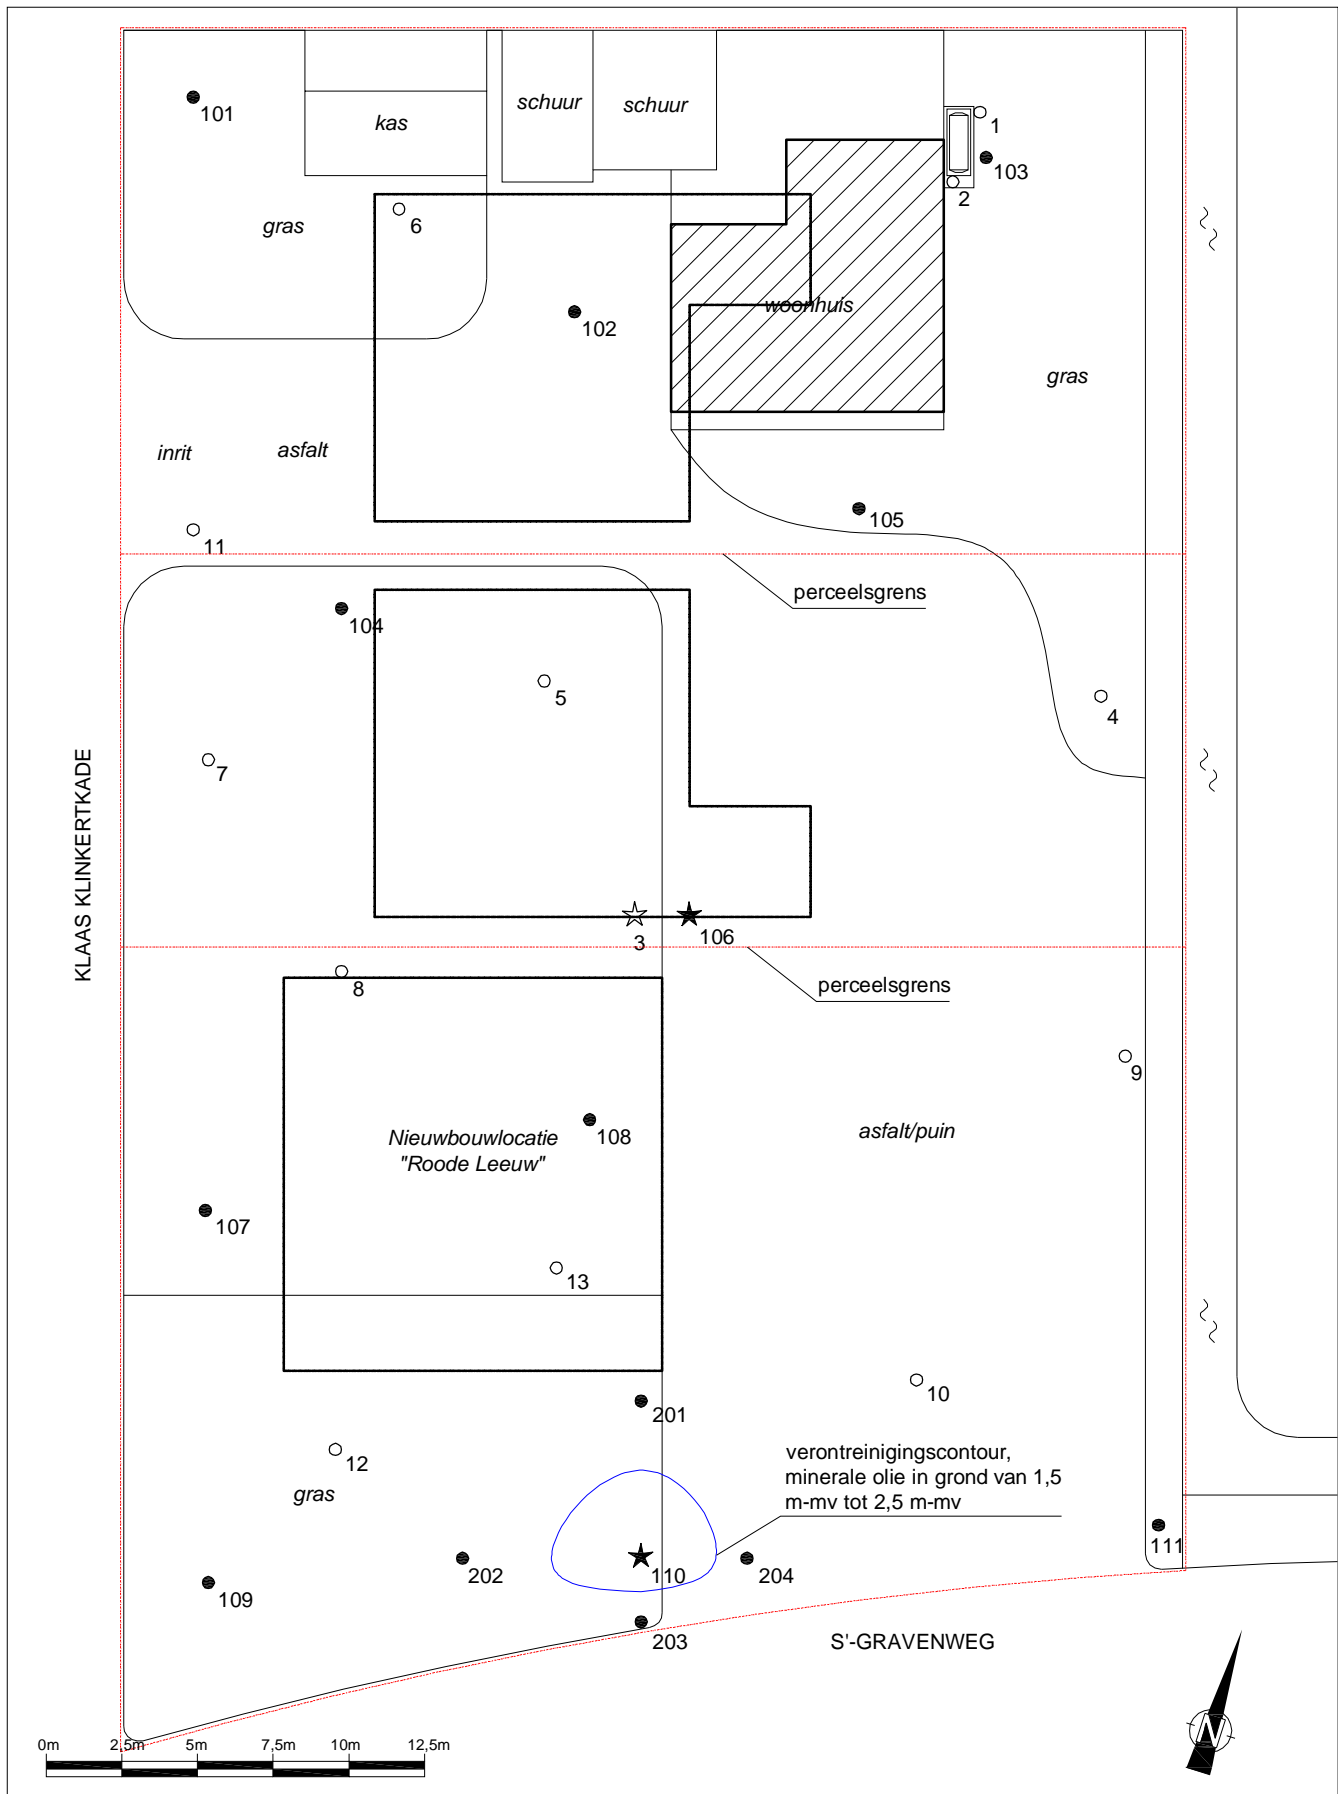 101
kas
schuur
schuur
1
103
2
gras
6
102
woonhuis
gras
inrit
asfalt
11
105
perceelsgrens
104
5
4
7
KLAAS KLINKERTKADE
3
106
8
perceelsgrens
9
Nieuwbouwlocatie
"Roode Leeuw"
108
asfalt/puin
107
13
10
201
12
gras
verontreinigingscontour,
minerale olie in grond van 1,5
m-mv tot 2,5 m-mv
111
202
110
204
109
203
S'-GRAVENWEG
N
0m 2,5m 5m 7,5m 10m 12,5m